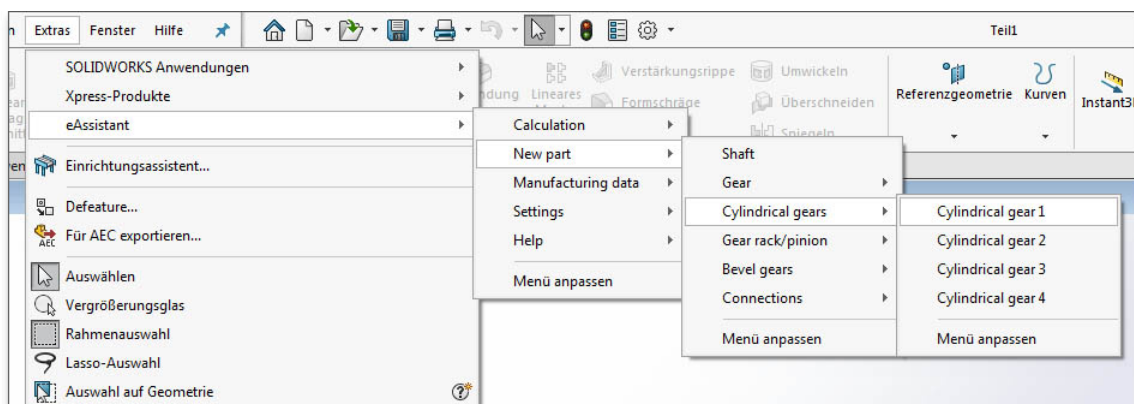 Extras Fenster Hilfe Teil1
SOLIDWORKS Anwendungen
Xpress-Produkte
eAssistant
Einrichtungsassistent...
Defeature...
Für AEC exportieren...
Auswählen
Vergrößerungsglas
Rahmenauswahl
Lasso-Auswahl
Auswahl auf Geometrie
Lineares Verstärkungsrippe Umwickeln
Formschräge Überschneiden
Spiegeln
Referenzgeometrie Kurven
Calculation
New part
Manufacturing data
Settings
Help
Menü anpassen
Shaft
Gear
Cylindrical gears
Gear rack/pinion
Bevel gears
Connections
Menü anpassen
Cylindrical gear 1
Cylindrical gear 2
Cylindrical gear 3
Cylindrical gear 4
Menü anpassen